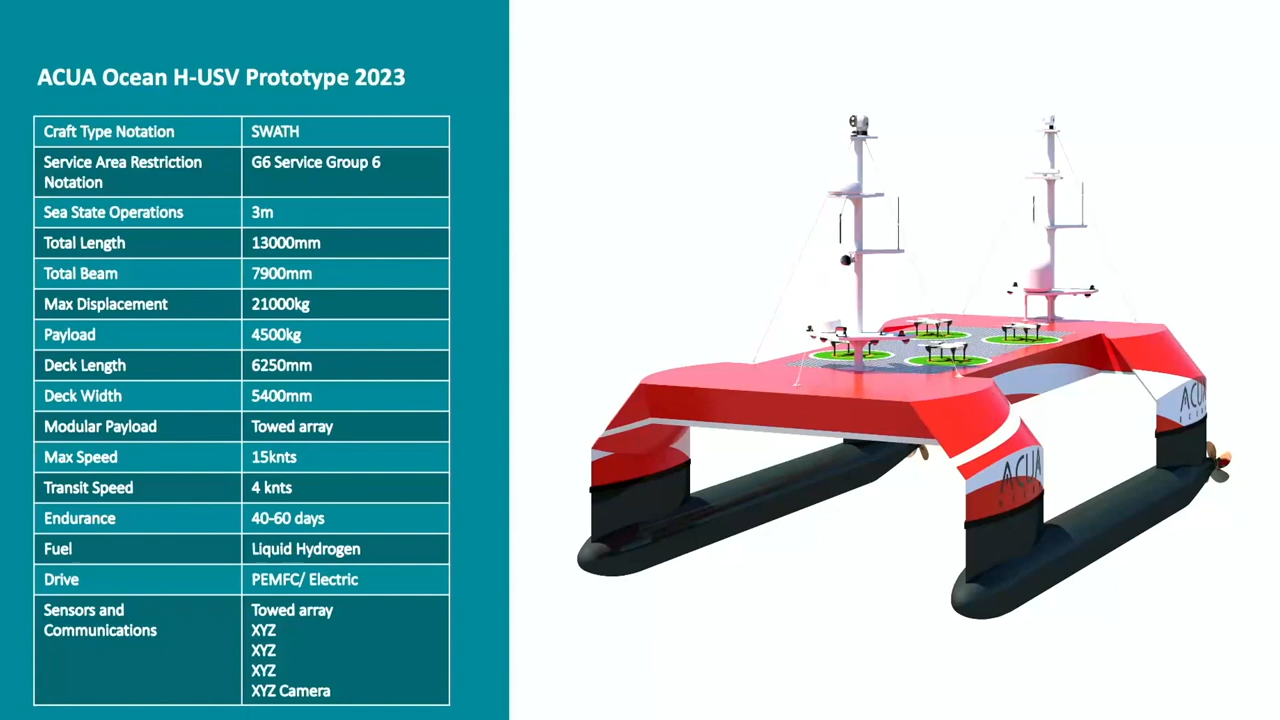 ACUA Ocean H-USV Prototype 2023
Craft Type Notation SWATH
Service Area Restriction G6 Service Group 6
Notation
Sea State Operations 3m
Total Length 13000mm
Total Beam 7900mm
Max Displacement 21000kg
Payload 4500kg
Deck Length 6250mm
Deck Width 5400mm
Modular Payload Towed array
Max Speed 15knts
Transit Speed 4 knts
Endurance 40-60 days
Fuel Liquid Hydrogen
Drive PEMFC/ Electric
Sensors and Towed array
Communications XYZ
XYZ
XYZ
XYZ Camera
ACUA
ACUA